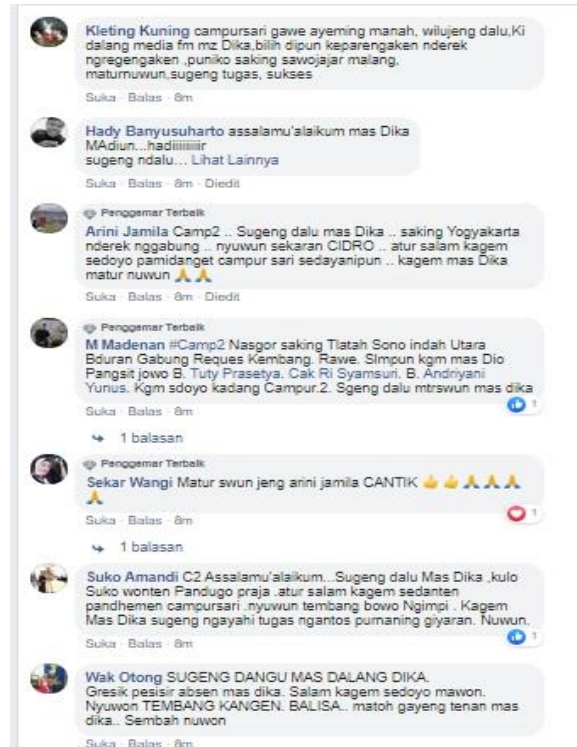 Kleting Kuning campursari gawe ayeming manah, wilujeng dalu,Ki
dalang media fm mz Dika,bilih dipun keparengaken nderek
ngregengaken ,puniko saking sawojajar malang,
maturnuwun,sugeng tugas, sukses
Suka · Balas · 8m
Hady Banyusuharto assalamu'alaikum mas Dika
MAdiun...hadiiiiiiiiir
sugeng ndalu... Lihat Lainnya
Suka · Balas · 8m · Diedit
Penggemar Terbaik
Arini Jamila Camp2 .. Sugeng dalu mas Dika .. saking Yogyakarta
nderek nggabung .. nyuwun sekaran CIDRO .. atur salam kagem
sedoyo pamidanget campur sari sedayanipun .. kagem mas Dika
matur nuwun 🙏 🙏
Suka · Balas · 8m · Diedit
Penggemar Terbaik
M Madenan #Camp2 Nasgor saking Tlatah Sono indah Utara
Bduran Gabung Reques Kembang. Rawe. SImpun kgm mas Dio
Pangsit jowo B. Tuty Prasetya. Cak Ri Syamsuri. B. Andriyani
Yunus. Kgm sdoyo kadang Campur.2. Sgeng dalu mtrswun mas dika
Suka · Balas · 8m
1
1 balasan
Penggemar Terbaik
Sekar Wangi Matur swun jeng arini jamila CANTIK 👍 👍 🙏 🙏 🙏
🙏
Suka · Balas · 8m
1
1 balasan
Suko Amandi C2 Assalamu'alaikum...Sugeng dalu Mas Dika ,kulo
Suko wonten Pandugo praja .atur salam kagem sedanten
pandhemen campursari .nyuwun tembang bowo Ngimpi . Kagem
Mas Dika sugeng ngayahi tugas ngantos purnaning giyaran. Nuwun.
Suka · Balas · 8m
1
Wak Otong SUGENG DANGU MAS DALANG DIKA.
Gresik pesisir absen mas dika. Salam kagem sedoyo mawon.
Nyuwon TEMBANG KANGEN. BALISA.. matoh gayeng tenan mas
dika.. Sembah nuwon
Suka · Balas · 8m